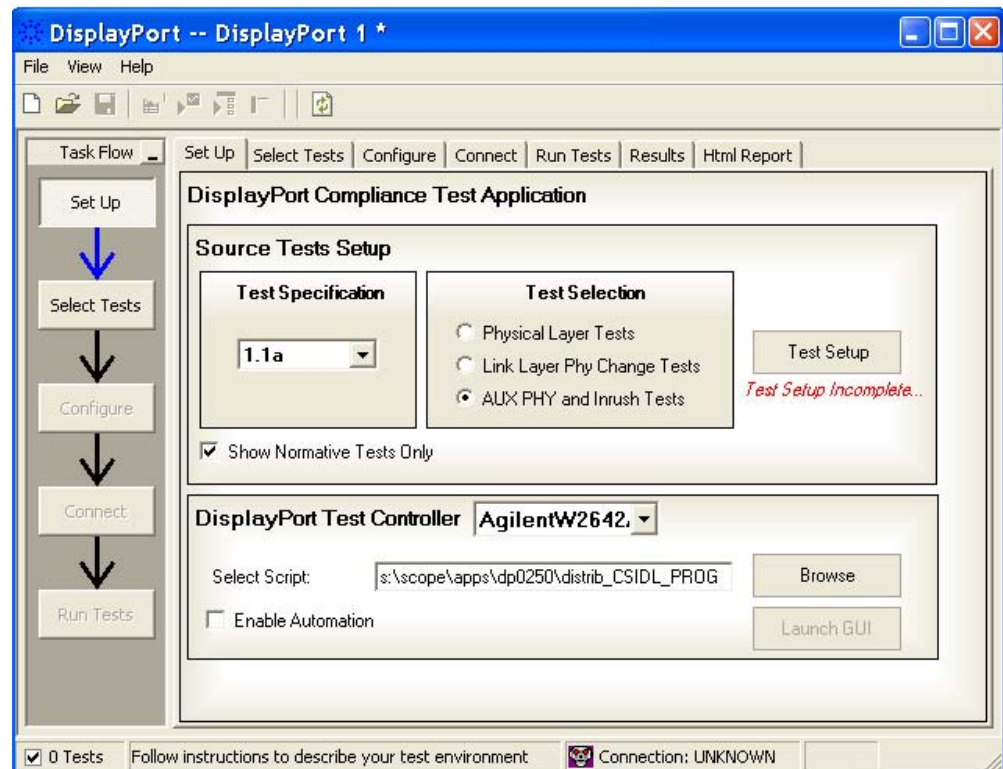 DisplayPort -- DisplayPort 1 *
File View Help
Task Flow
Set Up
Select Tests
Configure
Connect
Run Tests
Set Up Select Tests Configure Connect Run Tests Results Html Report
DisplayPort Compliance Test Application
Source Tests Setup
Test Specification
1.1a
Test Selection
Physical Layer Tests
Link Layer Phy Change Tests
AUX PHY and Inrush Tests
Test Setup
Test Setup Incomplete...
Show Normative Tests Only
DisplayPort Test Controller AgilentW2642
Select Script: s:\scope\apps\dp0250\distrib_CSIDL_PROG Browse
Enable Automation Launch GUI
0 Tests Follow instructions to describe your test environment Connection: UNKNOWN